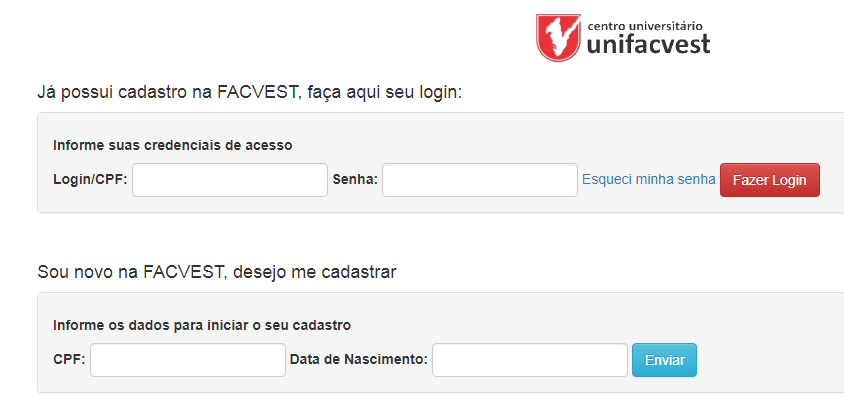 centro universitário
unifacvest
Já possui cadastro na FACVEST, faça aqui seu login:
Informe suas credenciais de acesso
Login/CPF: Senha: Esqueci minha senha Fazer Login
Sou novo na FACVEST, desejo me cadastrar
Informe os dados para iniciar o seu cadastro
CPF: Data de Nascimento: Enviar